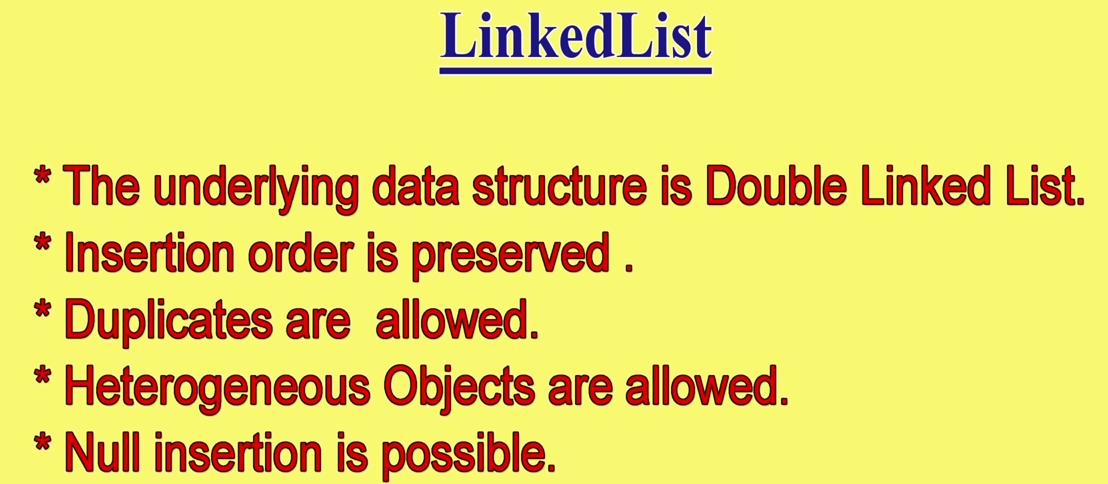 LinkedList
* The underlying data structure is Double Linked List.
* Insertion order is preserved .
* Duplicates are allowed.
* Heterogeneous Objects are allowed.
* Null insertion is possible.